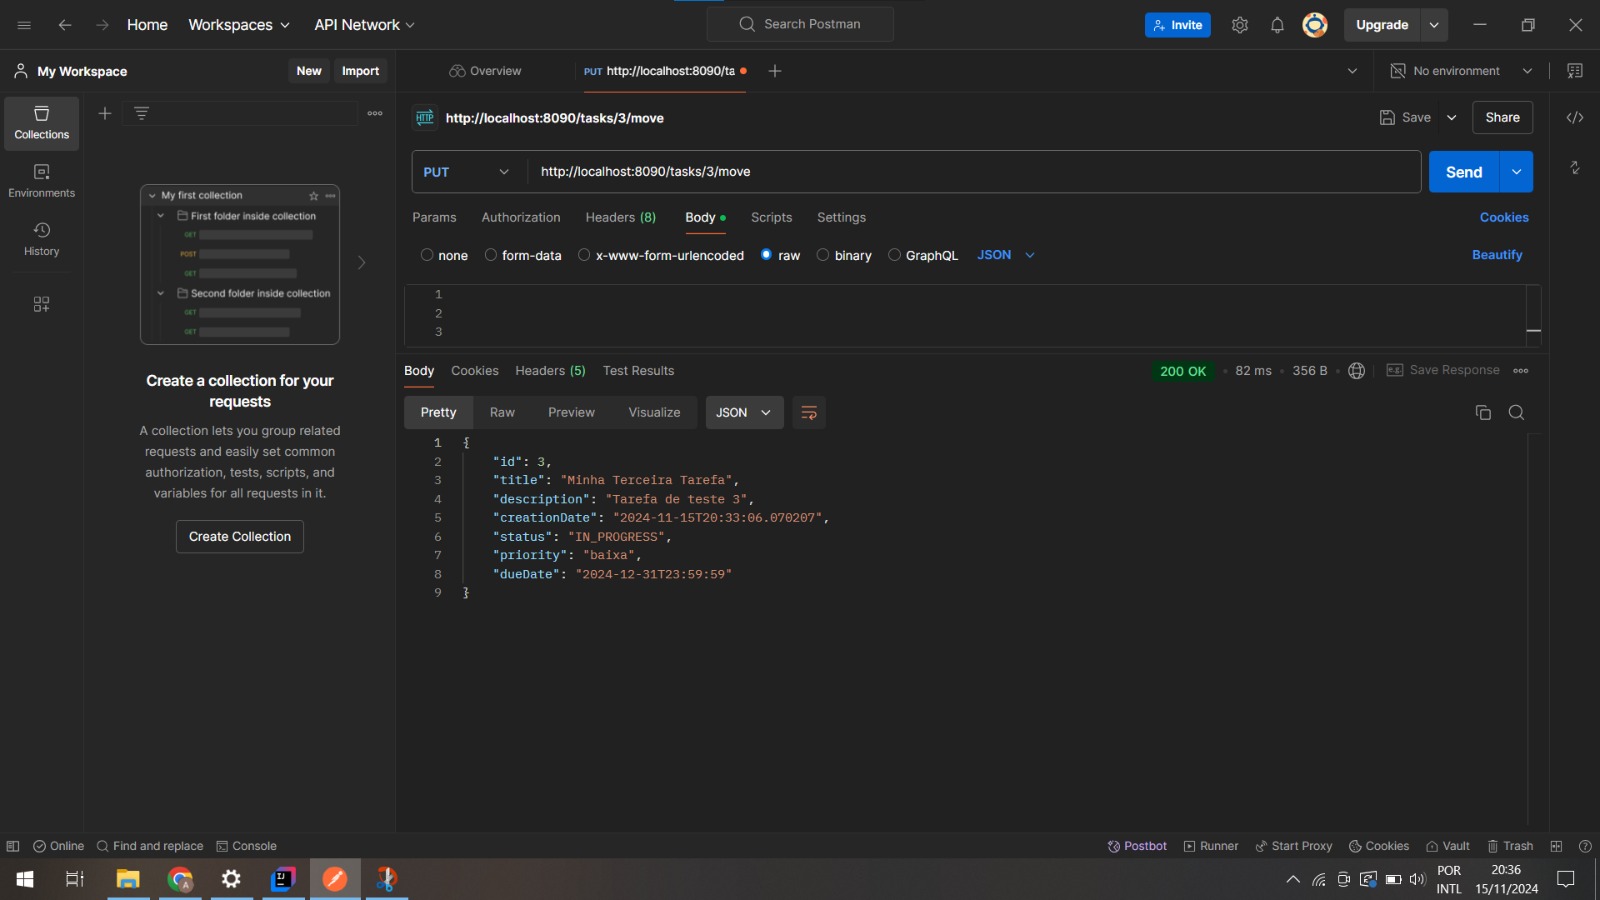 Home Workspaces API Network Search Postman Invite Upgrade
My Workspace New Import Overview PUT http://localhost:8090/ta No environment
Collections
Environments
History
My first collection
First folder inside collection
GET
POST
GET
Second folder inside collection
GET
GET
Create a collection for your
requests
A collection lets you group related
requests and easily set common
authorization, tests, scripts, and
variables for all requests in it.
Create Collection
HTTP http://localhost:8090/tasks/3/move Save Share
PUT http://localhost:8090/tasks/3/move Send
Params Authorization Headers (8) Body Scripts Settings Cookies
none form-data x-www-form-urlencoded raw binary GraphQL JSON Beautify
1
2
3
Body Cookies Headers (5) Test Results 200 OK 82 ms 356 B e.g. Save Response
Pretty Raw Preview Visualize JSON
1 {
2 "id": 3,
3 "title": "Minha Terceira Tarefa",
4 "description": "Tarefa de teste 3",
5 "creationDate": "2024-11-15T20:33:06.070207",
6 "status": "IN_PROGRESS",
7 "priority": "baixa",
8 "dueDate": "2024-12-31T23:59:59"
9 }
Online Find and replace Console Postbot Runner Start Proxy Cookies Vault Trash
POR 20:36
INTL 15/11/2024